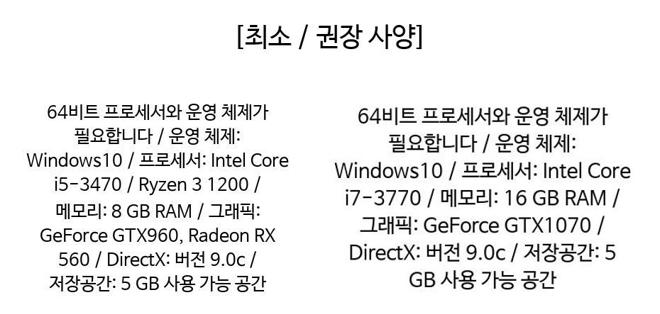 [최소 / 권장 사양]
64비트 프로세서와 운영 체제가
필요합니다 / 운영 체제:
Windows10 / 프로세서: Intel Core
i5-3470 / Ryzen 3 1200 /
메모리: 8 GB RAM / 그래픽:
GeForce GTX960, Radeon RX
560 / DirectX: 버전 9.0c /
저장공간: 5 GB 사용 가능 공간
64비트 프로세서와 운영 체제가
필요합니다 / 운영 체제:
Windows10 / 프로세서: Intel Core
i7-3770 / 메모리: 16 GB RAM /
그래픽: GeForce GTX1070 /
DirectX: 버전 9.0c / 저장공간: 5
GB 사용 가능 공간